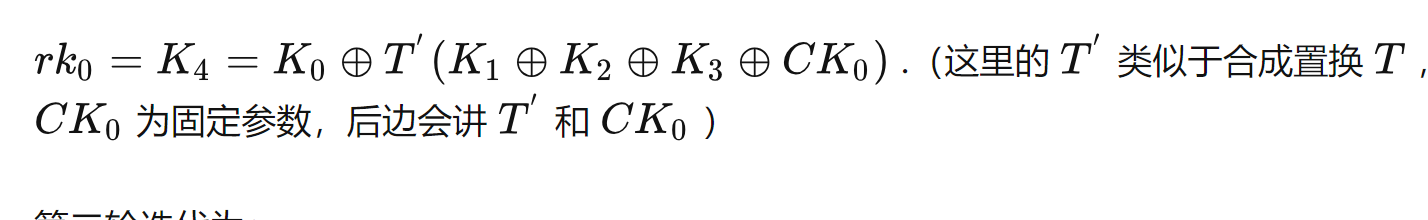 rk₀ = K₄ = K₀ ⊕ T′(K₁ ⊕ K₂ ⊕ K₃ ⊕ CK₀) .（这里的 T′ 类似于合成置换 T ，
CK₀ 为固定参数，后边会讲 T′ 和 CK₀ ）